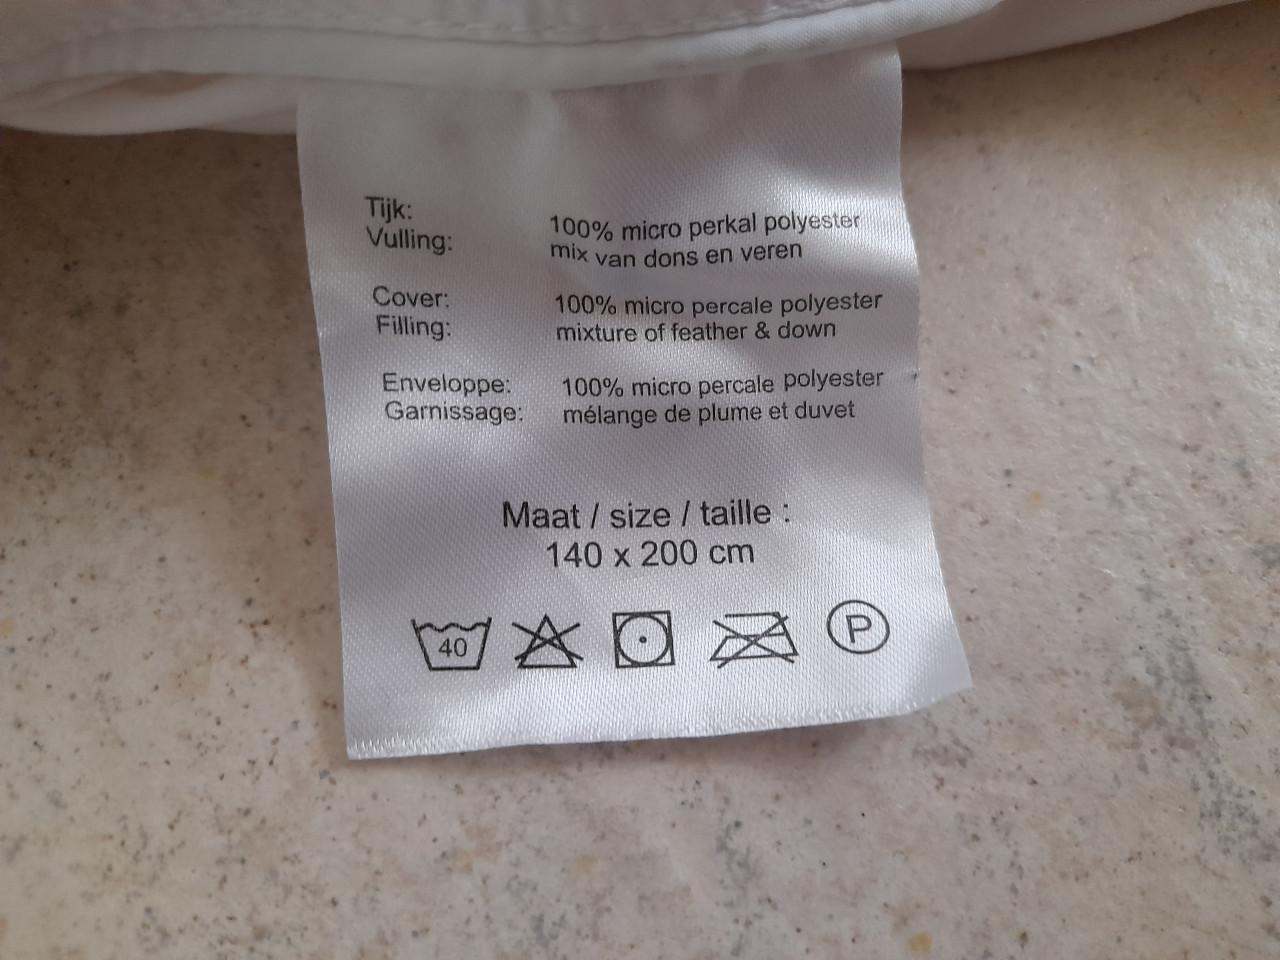 Tijk: 100% micro perkal polyester
Vulling: mix van dons en veren
Cover: 100% micro percale polyester
Filling: mixture of feather & down
Enveloppe: 100% micro percale polyester
Garnissage: mélange de plume et duvet
Maat / size / taille :
140 x 200 cm
40 P